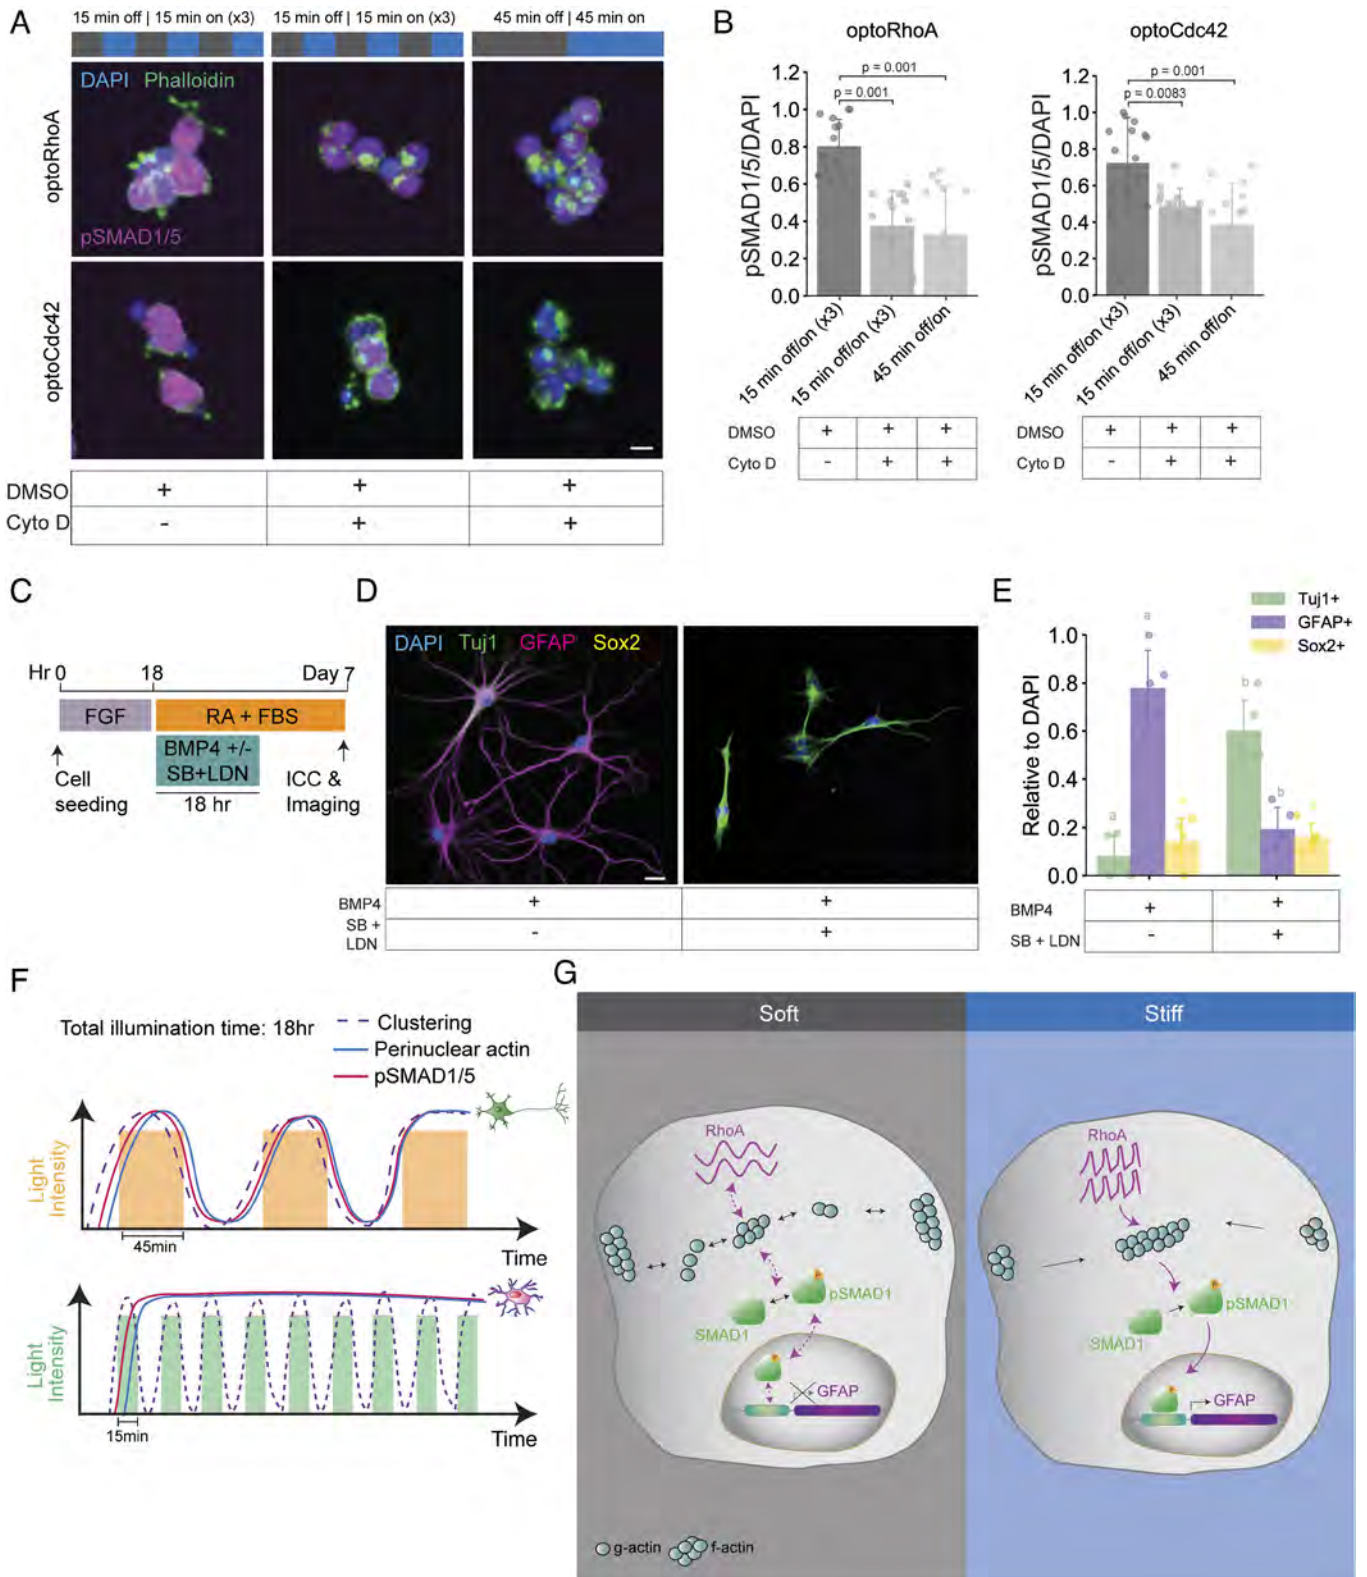 A
15 min off | 15 min on (x3)
15 min off | 15 min on (x3)
45 min off | 45 min on
DAPI Phalloidin
pSMAD1/5
optoRhoA
optoCdc42
DMSO + + +
Cyto D - + +
B
optoRhoA
pSMAD1/5/DAPI
1.2
1.0
0.8
0.6
0.4
0.2
0.0
p = 0.001
p = 0.001
15 min off/on (x3)
15 min off/on (x3)
45 min off/on
DMSO + + +
Cyto D - + +
optoCdc42
pSMAD1/5/DAPI
1.2
1.0
0.8
0.6
0.4
0.2
0.0
p = 0.001
p = 0.0083
15 min off/on (x3)
15 min off/on (x3)
45 min off/on
DMSO + + +
Cyto D - + +
C
Hr 0 18 Day 7
FGF RA + FBS
BMP4 +/-
SB+LDN
Cell
seeding
18 hr
ICC &
Imaging
D
DAPI Tuj1 GFAP Sox2
BMP4 + +
SB +
LDN - +
E
Tuj1+
GFAP+
Sox2+
Relative to DAPI
1.0
0.8
0.6
0.4
0.2
0.0
a
a
b
b
BMP4 + +
SB + LDN - +
F
Total illumination time: 18hr
Clustering
Perinuclear actin
pSMAD1/5
Light
Intensity
45min
Time
Light
Intensity
15min
Time
G
Soft
Stiff
RhoA
pSMAD1
SMAD1
GFAP
g-actin
f-actin
RhoA
pSMAD1
SMAD1
GFAP